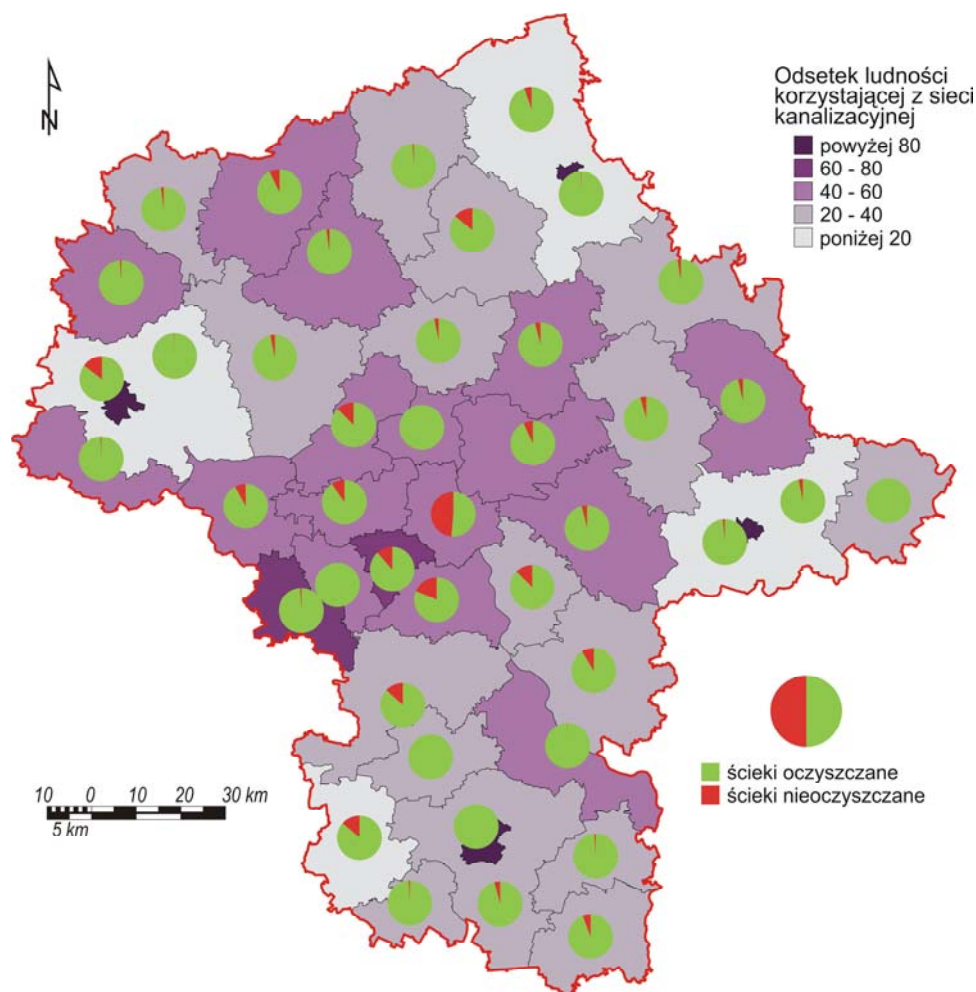 N
Odsetek ludności
korzystającej z sieci
kanalizacyjnej
powyżej 80
60 - 80
40 - 60
20 - 40
poniżej 20
ścieki oczyszczane
ścieki nieoczyszczane
10 0 10 20 30 km
5 km